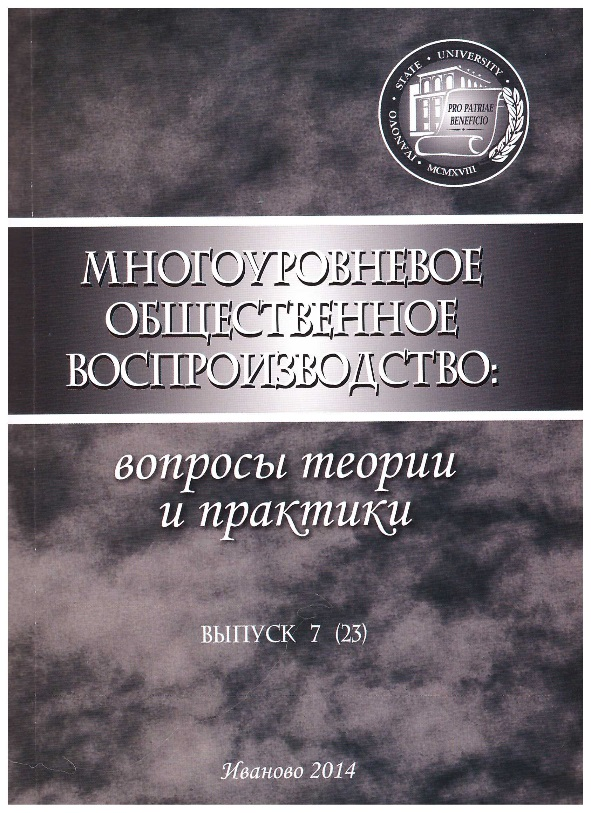 IVANOVO • STATE • UNIVERSITY •
MCMXVIII
PRO PATRIAE
BENEFICIO
МНОГОУРОВНЕВОЕ
ОБЩЕСТВЕННОЕ
ВОСПРОИЗВОДСТВО:
вопросы теории
и практики
ВЫПУСК 7 (23)
Иваново 2014